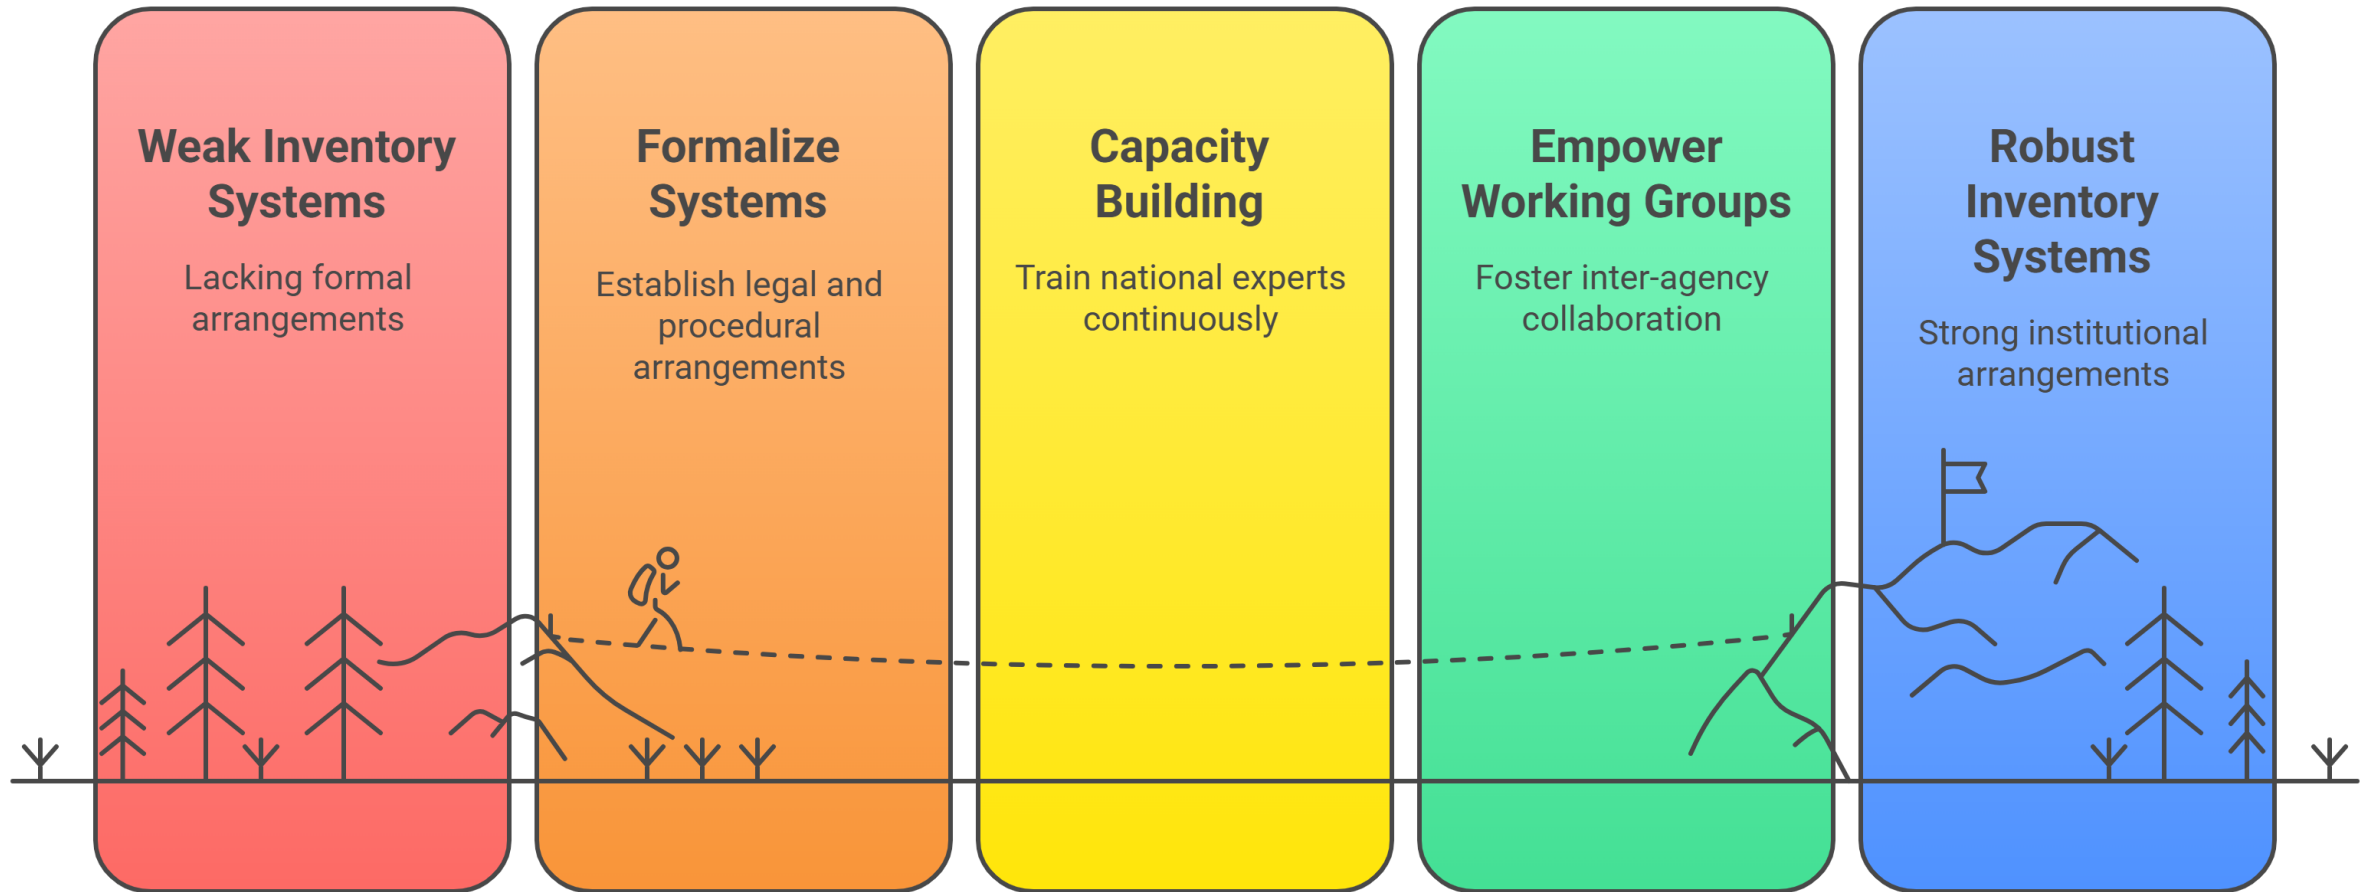 Weak Inventory
Systems
Lacking formal
arrangements
Formalize
Systems
Establish legal and
procedural
arrangements
Capacity
Building
Train national experts
continuously
Empower
Working Groups
Foster inter-agency
collaboration
Robust
Inventory
Systems
Strong institutional
arrangements